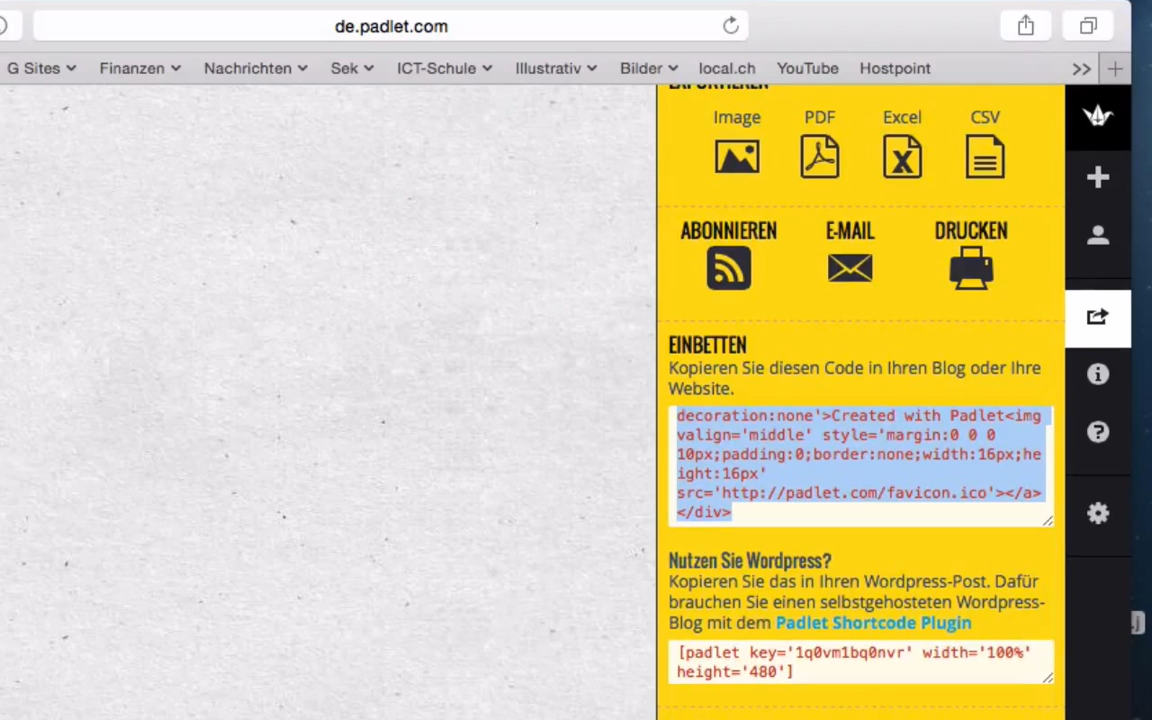 de.padlet.com
G Sites Finanzen Nachrichten Sek ICT-Schule Illustrativ Bilder local.ch YouTube Hostpoint >> +
EXPORTIEREN
Image PDF Excel CSV
ABONNIEREN E-MAIL DRUCKEN
EINBETTEN
Kopieren Sie diesen Code in Ihren Blog oder Ihre
Website.
decoration:none'>Created with Padlet<img
valign='middle' style='margin:0 0 0
10px;padding:0;border:none;width:16px;he
ight:16px'
src='http://padlet.com/favicon.ico'></a>
</div>
Nutzen Sie Wordpress?
Kopieren Sie das in Ihren Wordpress-Post. Dafür
brauchen Sie einen selbstgehosteten Wordpress-
Blog mit dem Padlet Shortcode Plugin
[padlet key='1q0vm1bq0nvr' width='100%'
height='480']